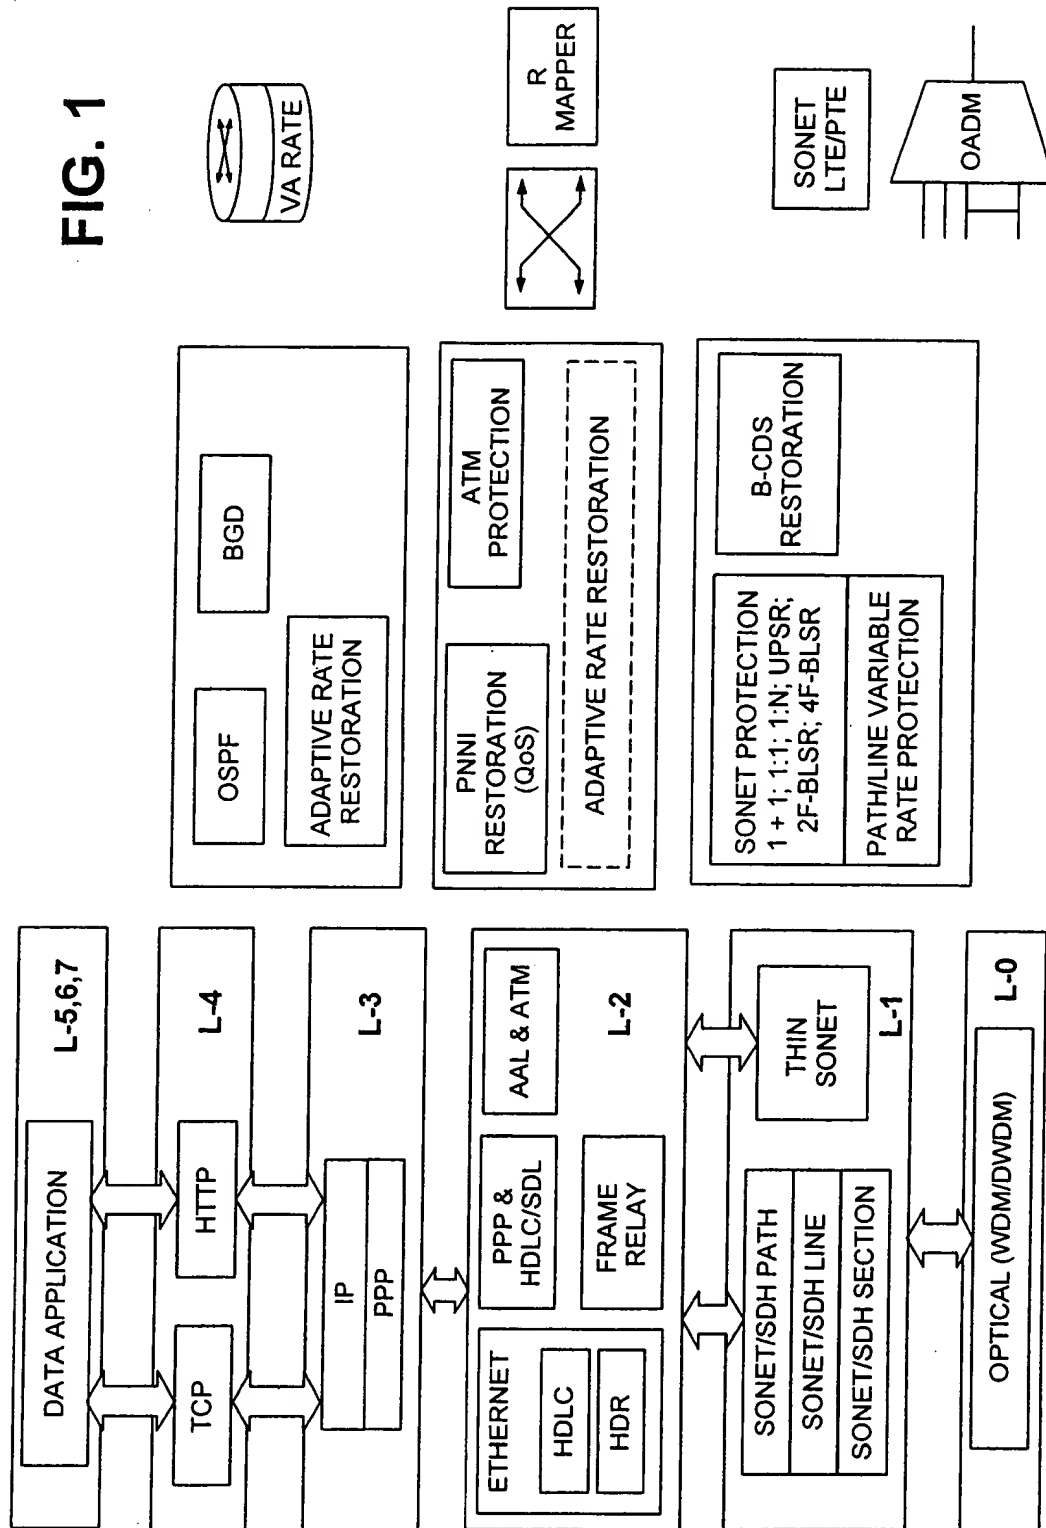 FIG. 1
L-5,6,7
DATA APPLICATION
L-4
TCP
HTTP
L-3
IP
PPP
L-2
ETHERNET
HDLC
HDR
PPP &
HDLC/SDL
FRAME
RELAY
AAL & ATM
L-1
SONET/SDH PATH
SONET/SDH LINE
SONET/SDH SECTION
THIN
SONET
L-0
OPTICAL (WDM/DWDM)
OSPF
BGD
ADAPTIVE RATE
RESTORATION
PNNI
RESTORATION
(QoS)
ATM
PROTECTION
ADAPTIVE RATE RESTORATION
SONET PROTECTION
1 + 1; 1:1; 1:N; UPSR;
2F-BLSR; 4F-BLSR
PATH/LINE VARIABLE
RATE PROTECTION
B-CDS
RESTORATION
VA RATE
R
MAPPER
SONET
LTE/PTE
OADM